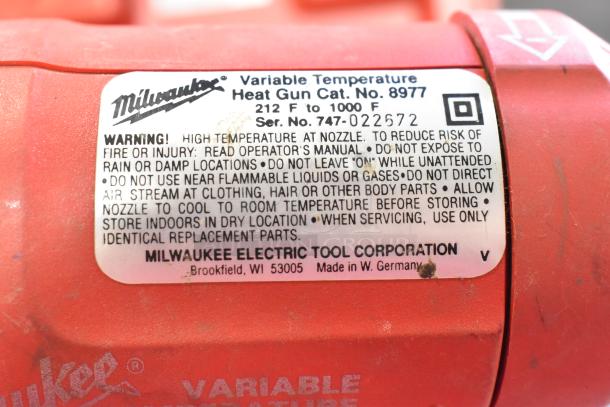 Milwaukee®
Variable Temperature
Heat Gun Cat. No. 8977
212 F to 1000 F
Ser. No. 747-022672
WARNING! HIGH TEMPERATURE AT NOZZLE. TO REDUCE RISK OF
FIRE OR INJURY: READ OPERATOR'S MANUAL • DO NOT EXPOSE TO
RAIN OR DAMP LOCATIONS • DO NOT LEAVE "ON" WHILE UNATTENDED
• DO NOT USE NEAR FLAMMABLE LIQUIDS OR GASES • DO NOT DIRECT
AIR STREAM AT CLOTHING, HAIR OR OTHER BODY PARTS • ALLOW
NOZZLE TO COOL TO ROOM TEMPERATURE BEFORE STORING •
STORE INDOORS IN DRY LOCATION • WHEN SERVICING, USE ONLY
IDENTICAL REPLACEMENT PARTS.
MILWAUKEE ELECTRIC TOOL CORPORATION V
Brookfield, WI 53005 Made in W. Germany
ukee®
VARIABLE